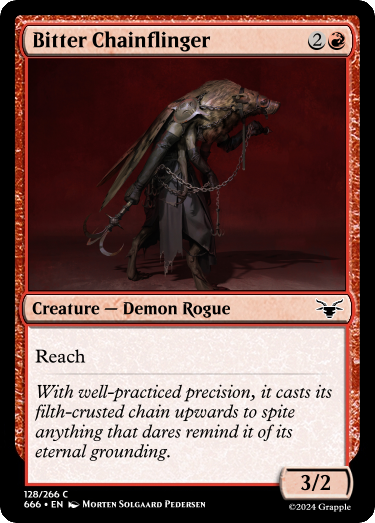 Bitter Chainflinger 2
Creature — Demon Rogue
Reach
With well-practiced precision, it casts its
filth-crusted chain upwards to spite
anything that dares remind it of its
eternal grounding.
3/2
128/266 C
666 • EN Morten Solgaard Pedersen
©2024 Grapple